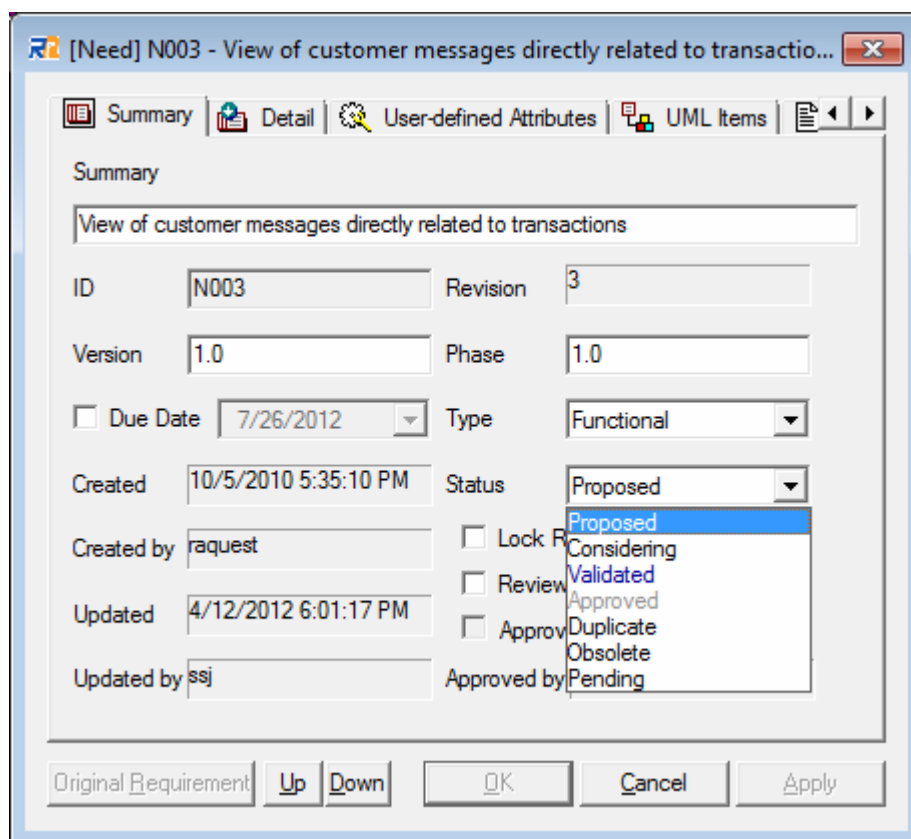 [Need] N003 - View of customer messages directly related to transactio...
Summary Detail User-defined Attributes UML Items
Summary
View of customer messages directly related to transactions
ID N003 Revision 3
Version 1.0 Phase 1.0
Due Date 7/26/2012 Type Functional
Created 10/5/2010 5:35:10 PM Status Proposed
Proposed
Created by raquest Lock R Considering
Validated
Review
Approved
Updated 4/12/2012 6:01:17 PM Approv Duplicate
Obsolete
Updated by ssj Approved by Pending
Original Requirement Up Down OK Cancel Apply